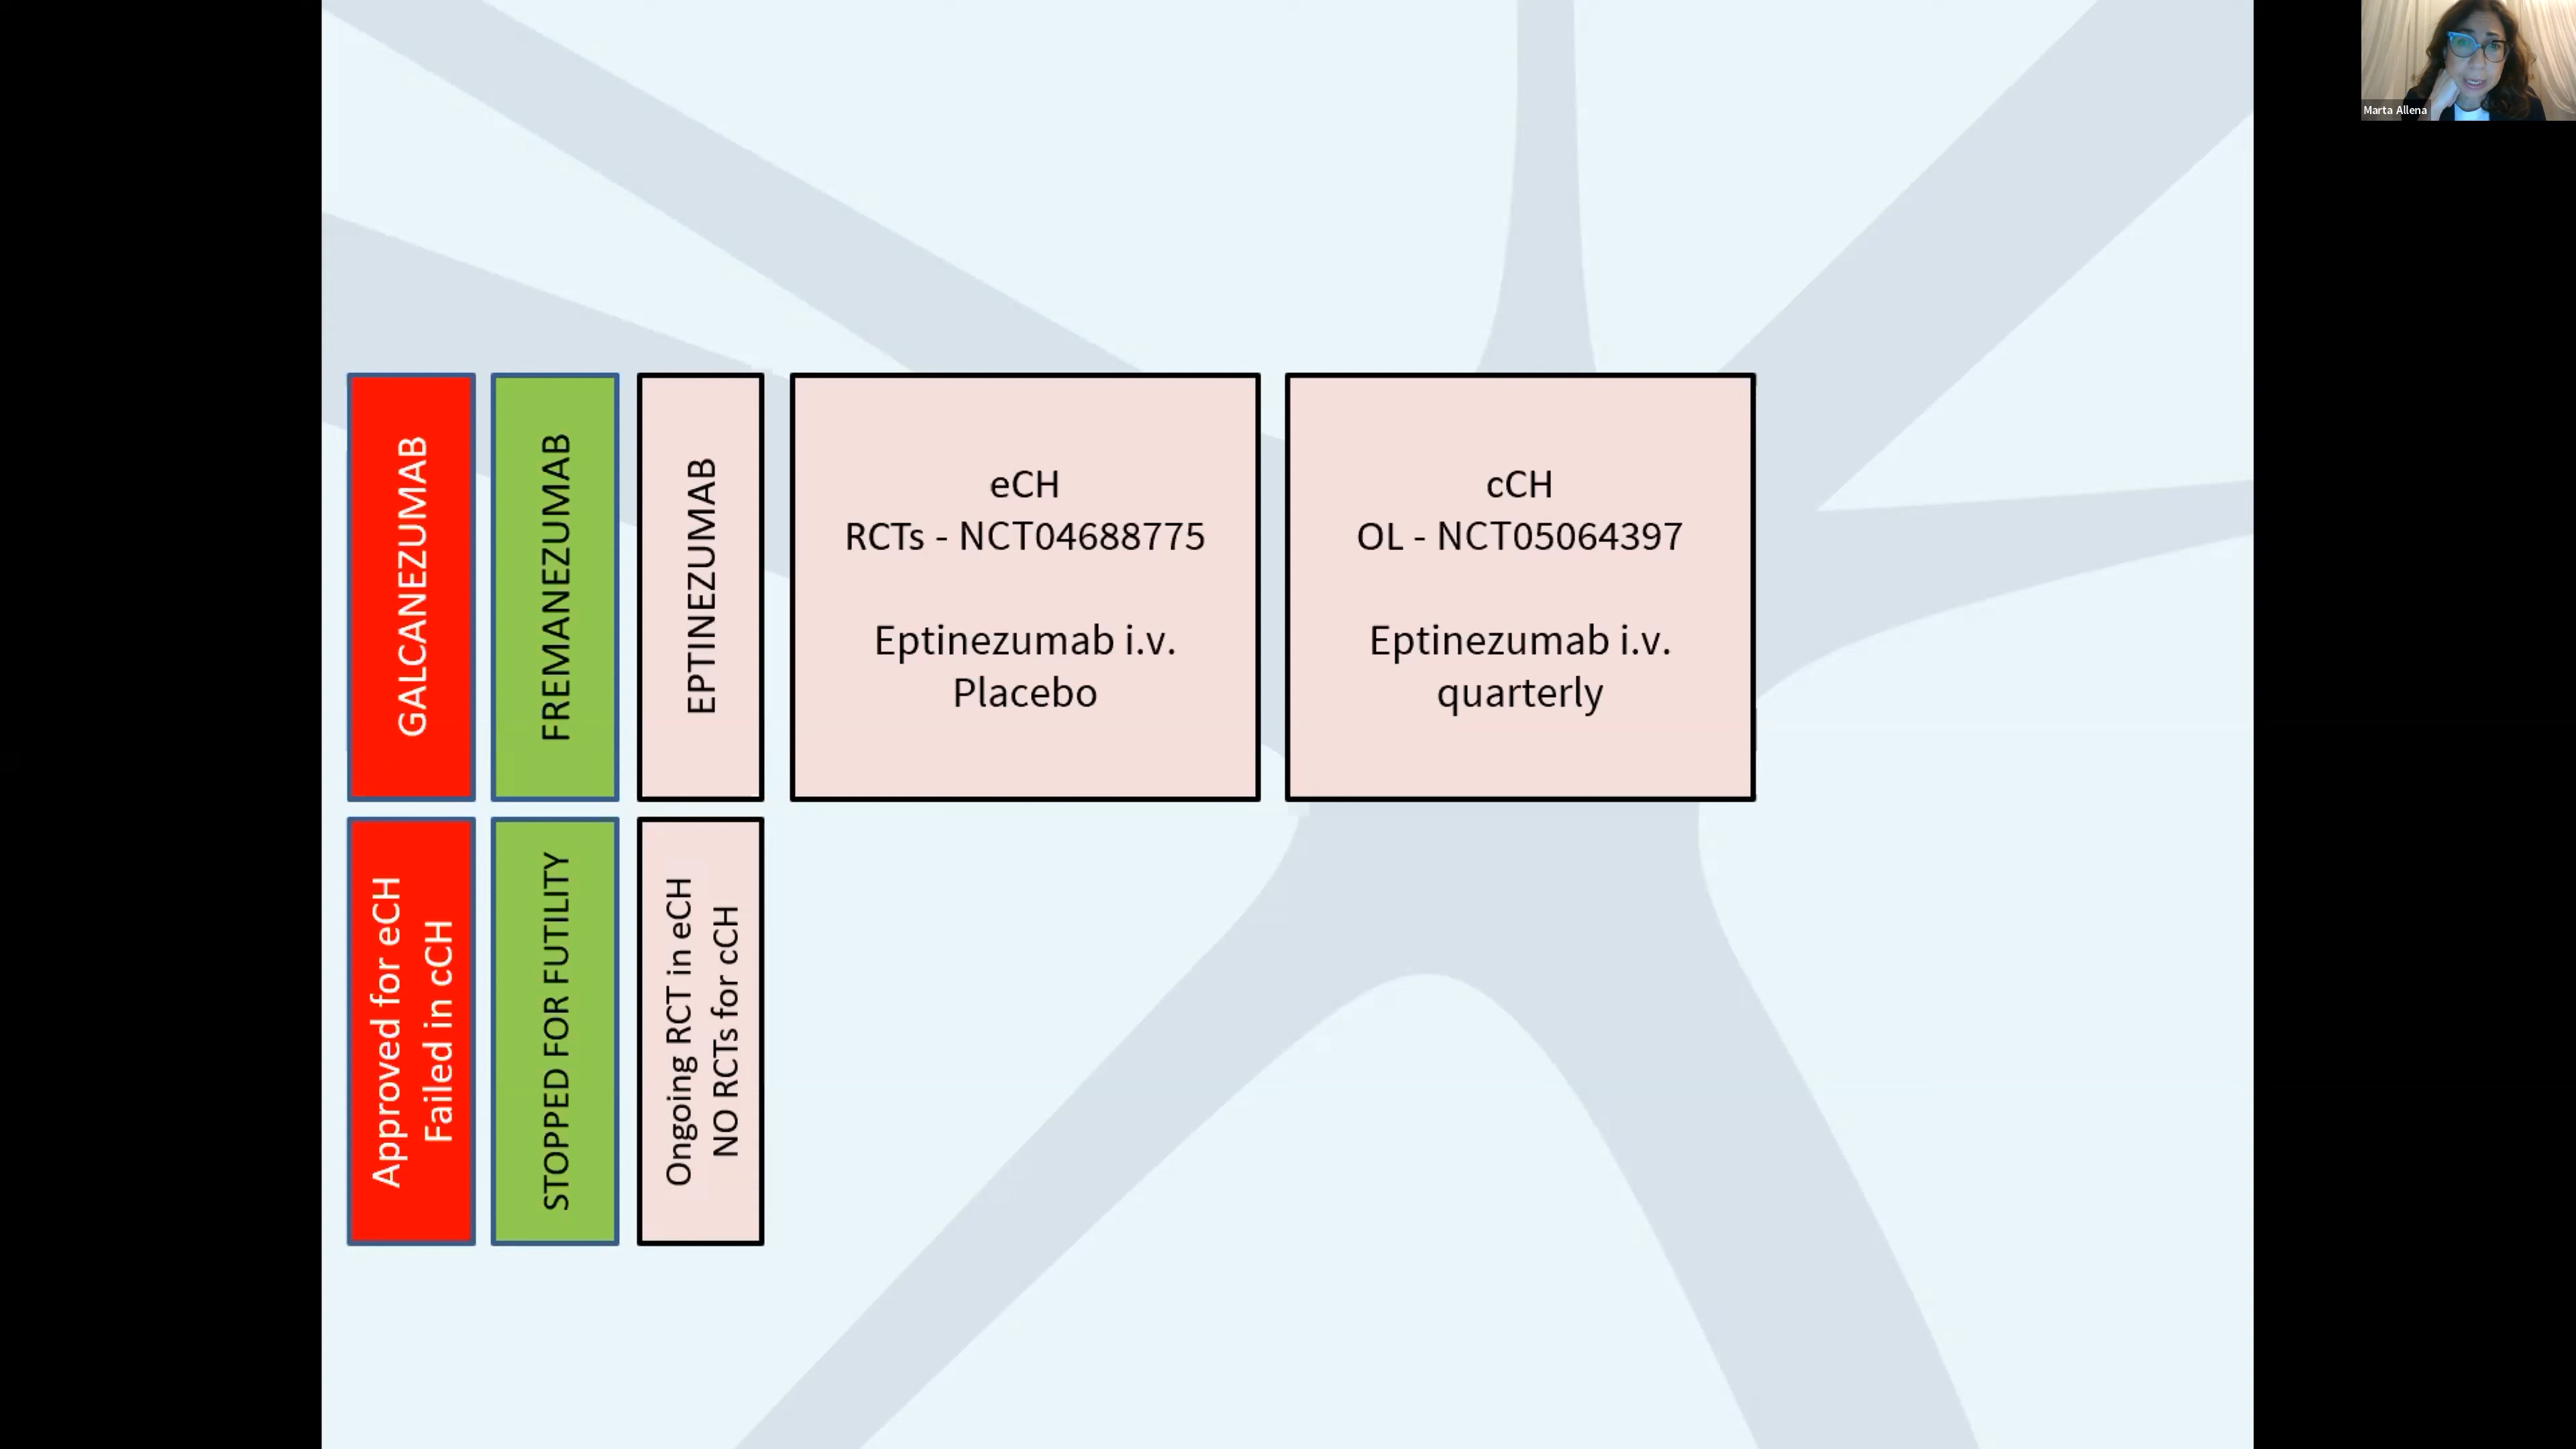 Marta Allena
GALCANEZUMAB
FREMANEZUMAB
EPTINEZUMAB
eCH
RCTs - NCT04688775
Eptinezumab i.v.
Placebo
cCH
OL - NCT05064397
Eptinezumab i.v.
quarterly
Approved for eCH
Failed in cCH
STOPPED FOR FUTILITY
Ongoing RCT in eCH
NO RCTs for cCH